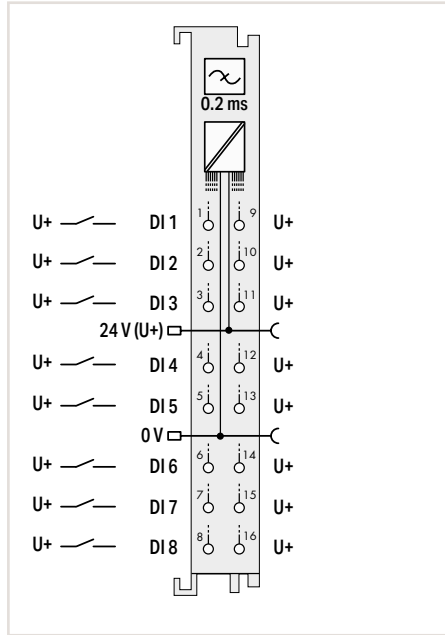 0.2 ms
U+ DI 1 1 9 U+
U+ DI 2 2 10 U+
U+ DI 3 3 11 U+
24 V (U+)
U+ DI 4 4 12 U+
U+ DI 5 5 13 U+
0 V
U+ DI 6 6 14 U+
U+ DI 7 7 15 U+
U+ DI 8 8 16 U+